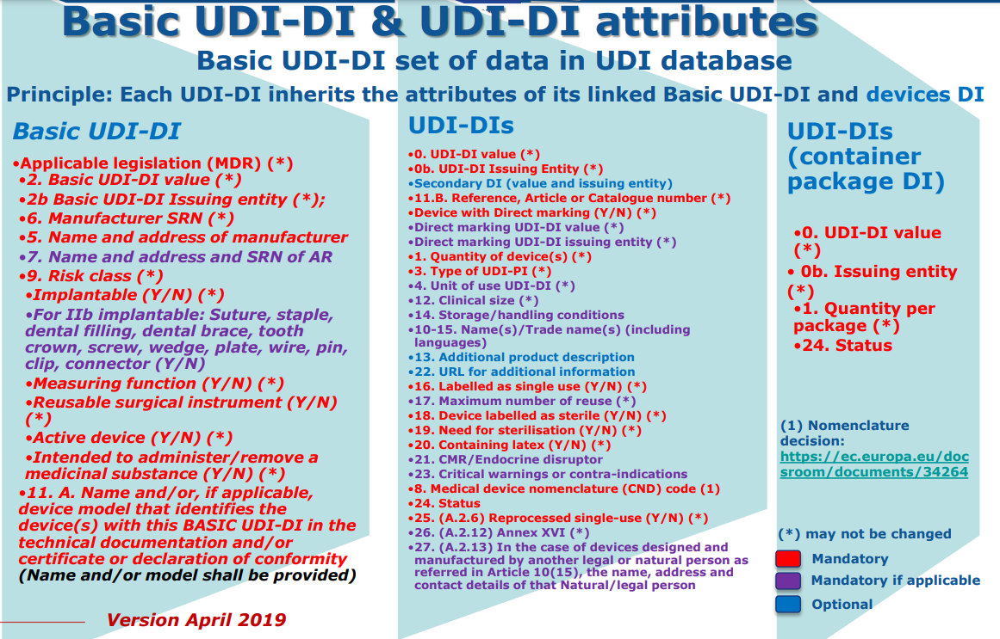 Basic UDI-DI & UDI-DI attributes
Basic UDI-DI set of data in UDI database
Principle: Each UDI-DI inherits the attributes of its linked Basic UDI-DI and devices DI
Basic UDI-DI
•Applicable legislation (MDR) (*)
•2. Basic UDI-DI value (*)
•2b Basic UDI-DI Issuing entity (*);
•6. Manufacturer SRN (*)
•5. Name and address of manufacturer
•7. Name and address and SRN of AR
•9. Risk class (*)
•Implantable (Y/N) (*)
•For IIb implantable: Suture, staple,
dental filling, dental brace, tooth
crown, screw, wedge, plate, wire, pin,
clip, connector (Y/N)
•Measuring function (Y/N) (*)
•Reusable surgical instrument (Y/N)
(*)
•Active device (Y/N) (*)
•Intended to administer/remove a
medicinal substance (Y/N) (*)
•11. A. Name and/or, if applicable,
device model that identifies the
device(s) with this BASIC UDI-DI in the
technical documentation and/or
certificate or declaration of conformity
(Name and/or model shall be provided)
Version April 2019
UDI-DIs
•0. UDI-DI value (*)
•0b. UDI-DI Issuing Entity (*)
•Secondary DI (value and issuing entity)
•11.B. Reference, Article or Catalogue number (*)
•Device with Direct marking (Y/N) (*)
•Direct marking UDI-DI value (*)
•Direct marking UDI-DI issuing entity (*)
•1. Quantity of device(s) (*)
•3. Type of UDI-PI (*)
•4. Unit of use UDI-DI (*)
•12. Clinical size (*)
•14. Storage/handling conditions
•10-15. Name(s)/Trade name(s) (including
languages)
•13. Additional product description
•22. URL for additional information
•16. Labelled as single use (Y/N) (*)
•17. Maximum number of reuse (*)
•18. Device labelled as sterile (Y/N) (*)
•19. Need for sterilisation (Y/N) (*)
•20. Containing latex (Y/N) (*)
•21. CMR/Endocrine disruptor
•23. Critical warnings or contra-indications
•8. Medical device nomenclature (CND) code (1)
•24. Status
•25. (A.2.6) Reprocessed single-use (Y/N) (*)
•26. (A.2.12) Annex XVI (*)
•27. (A.2.13) In the case of devices designed and
manufactured by another legal or natural person as
referred in Article 10(15), the name, address and
contact details of that Natural/legal person
UDI-DIs
(container
package DI)
•0. UDI-DI value
(*)
• 0b. Issuing entity
(*)
•1. Quantity per
package (*)
•24. Status
(1) Nomenclature
decision:
https://ec.europa.eu/doc
sroom/documents/34264
(*) may not be changed
Mandatory
Mandatory if applicable
Optional